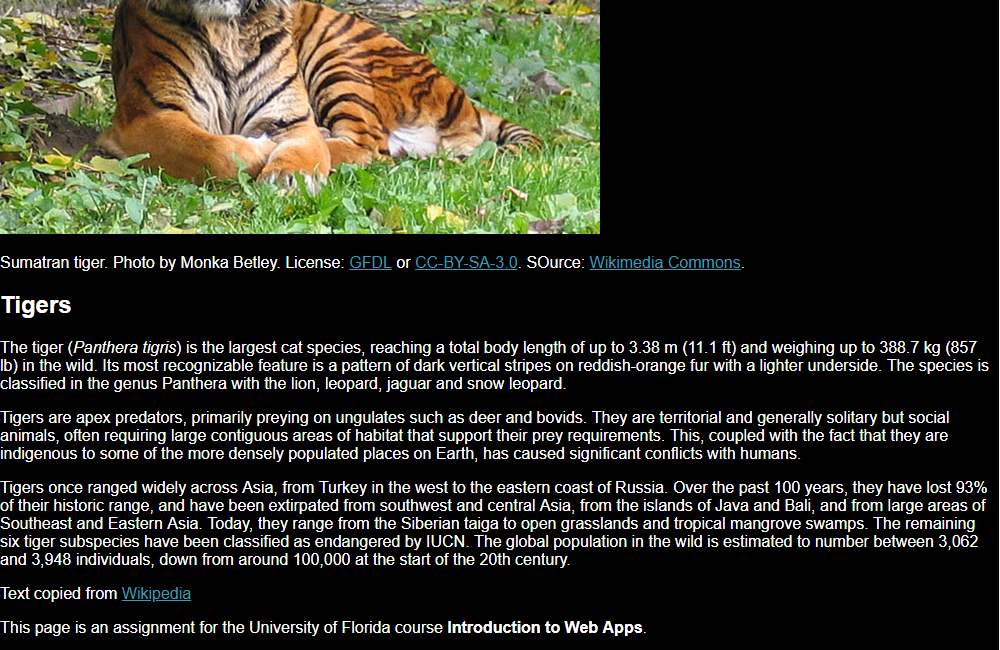 Sumatran tiger. Photo by Monka Betley. License: GFDL or CC-BY-SA-3.0. SOurce: Wikimedia Commons.
Tigers
The tiger (Panthera tigris) is the largest cat species, reaching a total body length of up to 3.38 m (11.1 ft) and weighing up to 388.7 kg (857
lb) in the wild. Its most recognizable feature is a pattern of dark vertical stripes on reddish-orange fur with a lighter underside. The species is
classified in the genus Panthera with the lion, leopard, jaguar and snow leopard.
Tigers are apex predators, primarily preying on ungulates such as deer and bovids. They are territorial and generally solitary but social
animals, often requiring large contiguous areas of habitat that support their prey requirements. This, coupled with the fact that they are
indigenous to some of the more densely populated places on Earth, has caused significant conflicts with humans.
Tigers once ranged widely across Asia, from Turkey in the west to the eastern coast of Russia. Over the past 100 years, they have lost 93%
of their historic range, and have been extirpated from southwest and central Asia, from the islands of Java and Bali, and from large areas of
Southeast and Eastern Asia. Today, they range from the Siberian taiga to open grasslands and tropical mangrove swamps. The remaining
six tiger subspecies have been classified as endangered by IUCN. The global population in the wild is estimated to number between 3,062
and 3,948 individuals, down from around 100,000 at the start of the 20th century.
Text copied from Wikipedia
This page is an assignment for the University of Florida course Introduction to Web Apps.